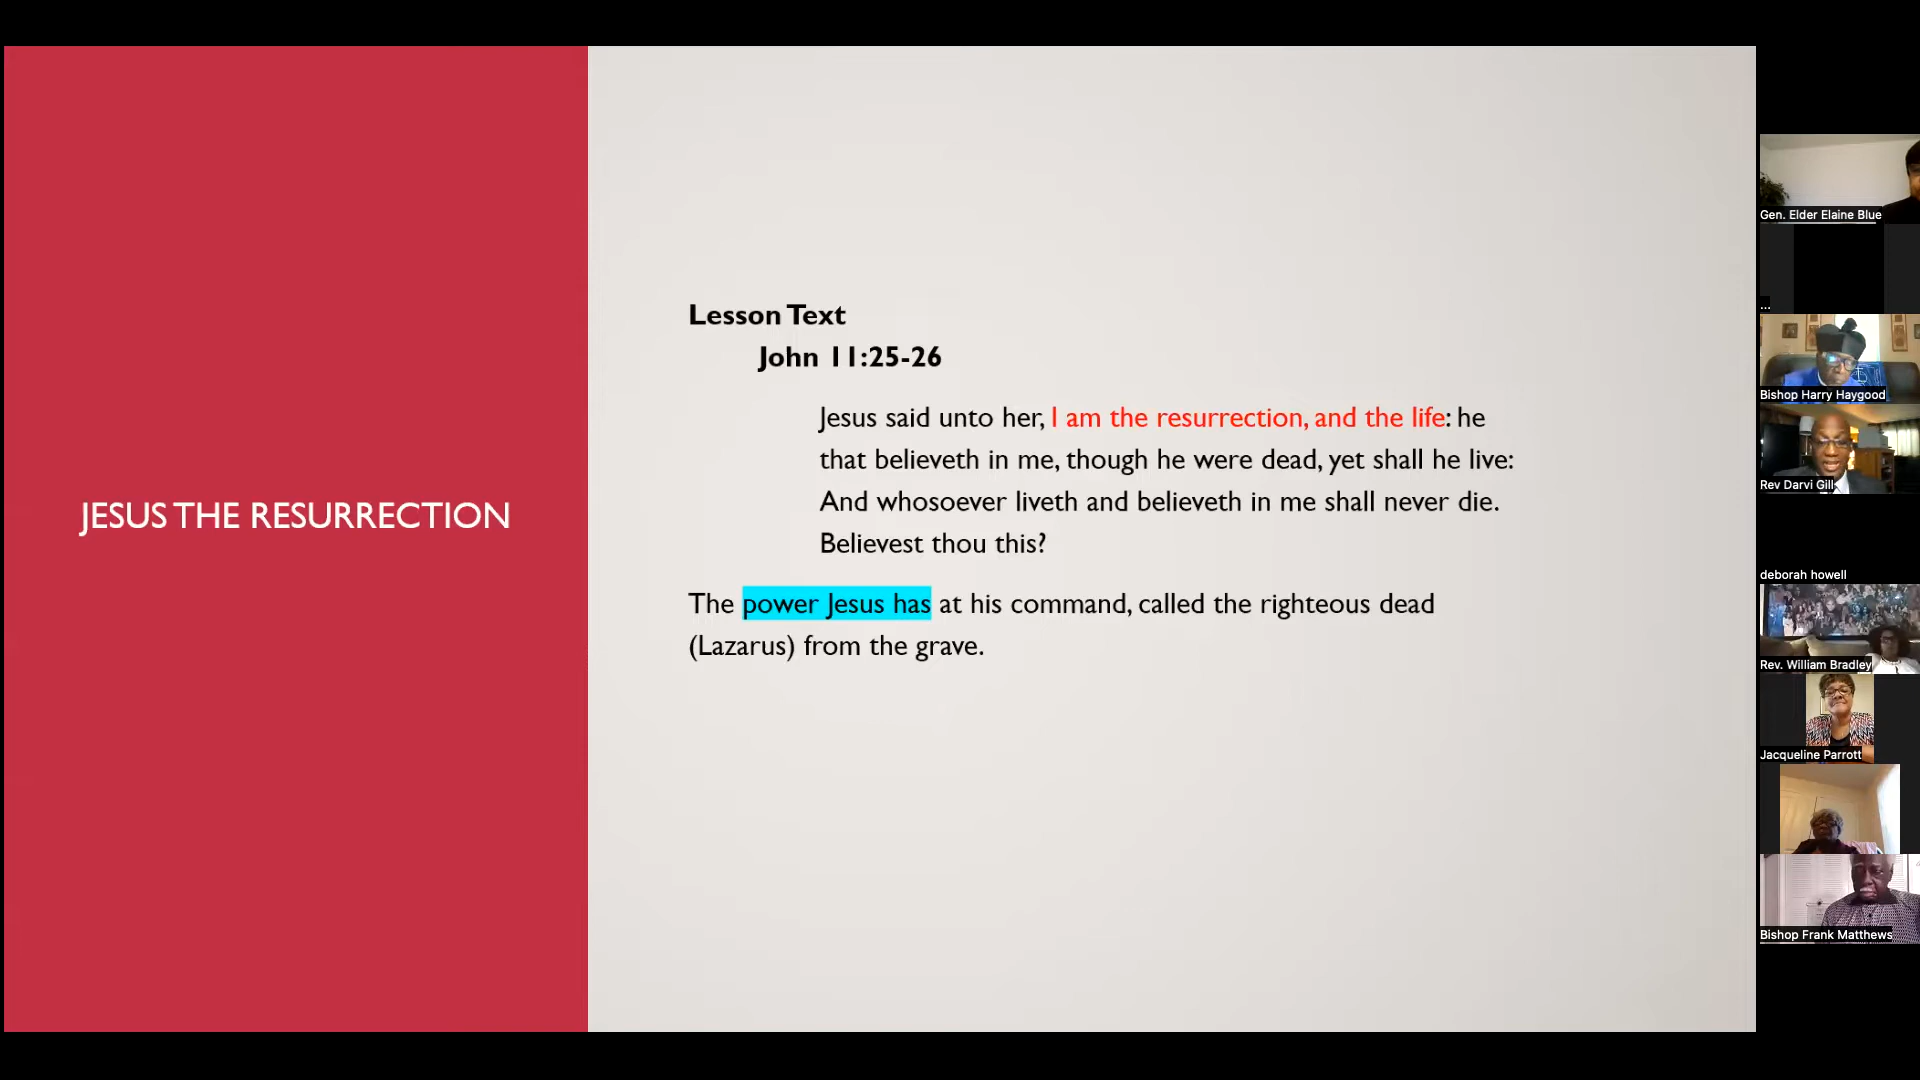 JESUS THE RESURRECTION
Lesson Text
John 11:25-26
Jesus said unto her, I am the resurrection, and the life: he
that believeth in me, though he were dead, yet shall he live:
And whosoever liveth and believeth in me shall never die.
Believest thou this?
The power Jesus has at his command, called the righteous dead
(Lazarus) from the grave.
Gen. Elder Elaine Blue
...
Bishop Harry Haygood
Rev Darvi Gill
deborah howell
Rev. William Bradley
Jacqueline Parrott
Bishop Frank Matthews